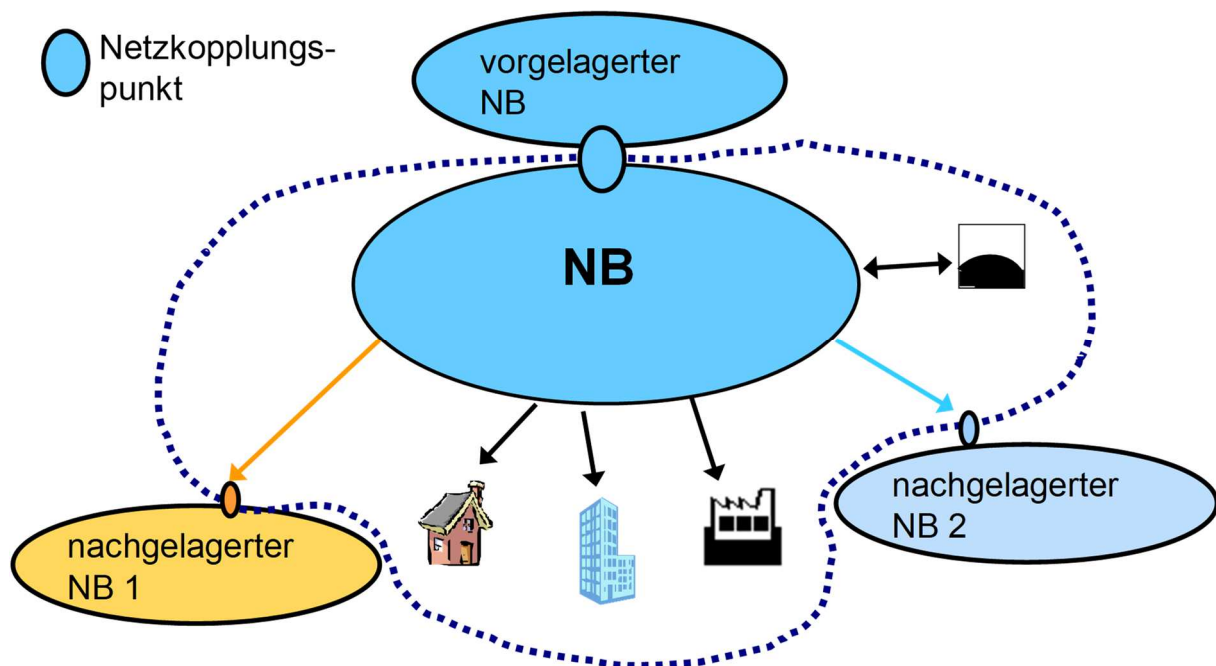 Netzkopplungs-
punkt
vorgelagerter
NB
NB
nachgelagerter
NB 1
nachgelagerter
NB 2